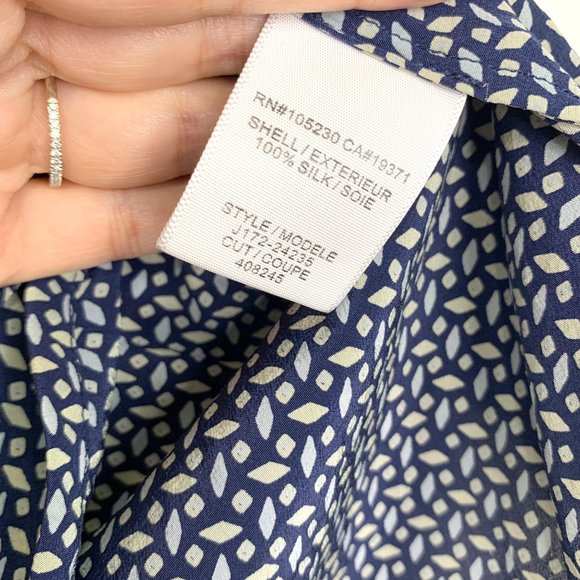 RN#105230 CA#19371
SHELL / EXTERIEUR
100% SILK / SOIE
STYLE / MODELE
J172-24235
CUT / COUPE
408245